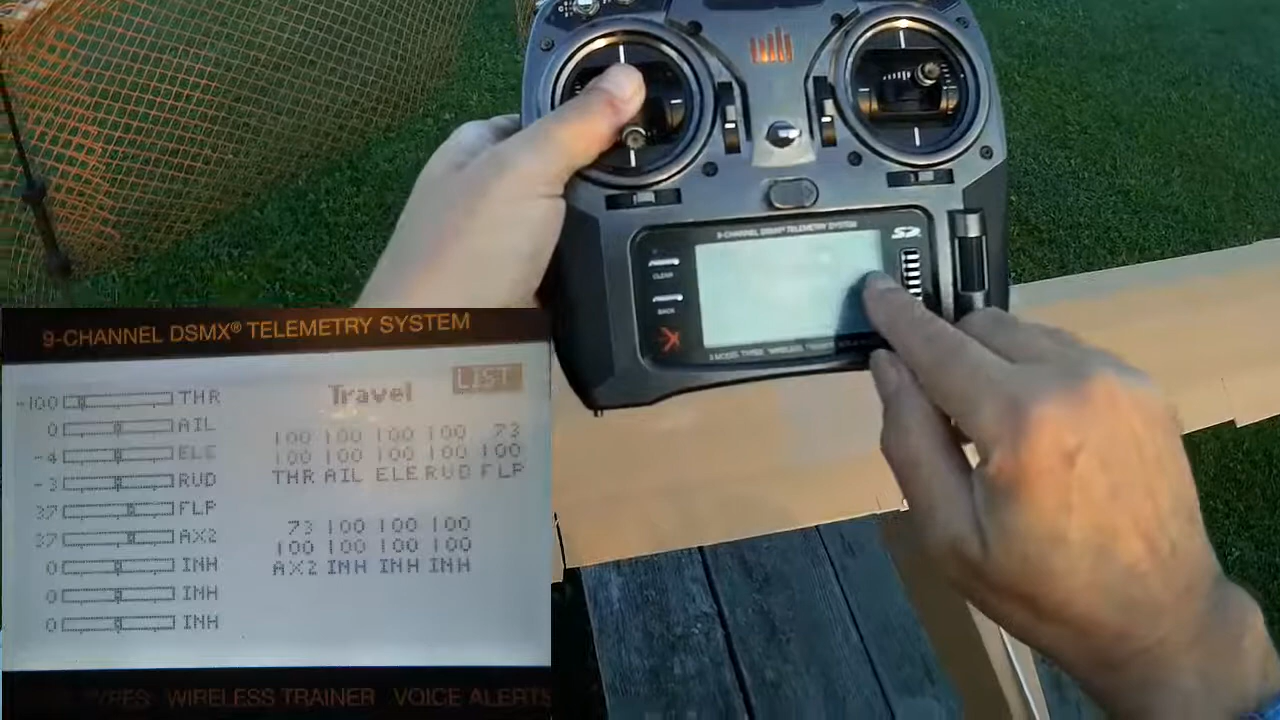 9-CHANNEL DSMX® TELEMETRY SYSTEM
CLEAR
BACK
9-CHANNEL DSMX® TELEMETRY SYSTEM
Travel LIST
-100 THR
0 AIL
-4 ELE
-3 RUD
37 FLP
37 AX2
0 INH
0 INH
0 INH
100 100 100 100 73
100 100 100 100 100
THR AIL ELE RUD FLP
73 100 100 100
100 100 100 100
AX2 INH INH INH
WIRELESS TRAINER VOICE ALERTS